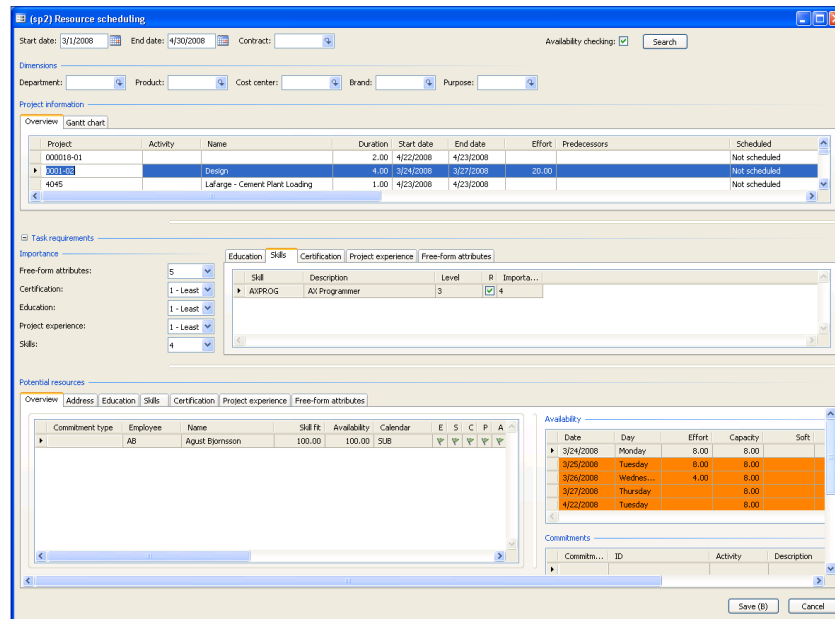 (sp2) Resource scheduling
Start date: 3/1/2008 End date: 4/30/2008 Contract: Availability checking: Search
Dimensions
Department: Product: Cost center: Brand: Purpose:
Project information
Overview Gantt chart
Project Activity Name Duration Start date End date Effort Predecessors Scheduled
000018-01 2.00 4/22/2008 4/23/2008 Not scheduled
0001-02 Design 4.00 3/24/2008 3/27/2008 20.00 Not scheduled
4045 Lafarge - Cement Plant Loading 1.00 4/23/2008 4/23/2008 Not scheduled
Task requirements
Importance
Education Skills Certification Project experience Free-form attributes
Free-form attributes: 5
Certification: 1 - Least
Education: 1 - Least
Project experience: 1 - Least
Skills: 4
Skill Description Level R Importa...
AXPROG AX Programmer 3 4
Potential resources
Overview Address Education Skills Certification Project experience Free-form attributes
Commitment type Employee Name Skill fit Availability Calendar E S C P A
AB Agust Bjornsson 100.00 100.00 SUB
Availability
Date Day Effort Capacity Soft
3/24/2008 Monday 8.00 8.00
3/25/2008 Tuesday 8.00 8.00
3/26/2008 Wednes... 4.00 8.00
3/27/2008 Thursday 8.00
4/22/2008 Tuesday 8.00
Commitments
Commitm... ID Activity Description
Save (B) Cancel